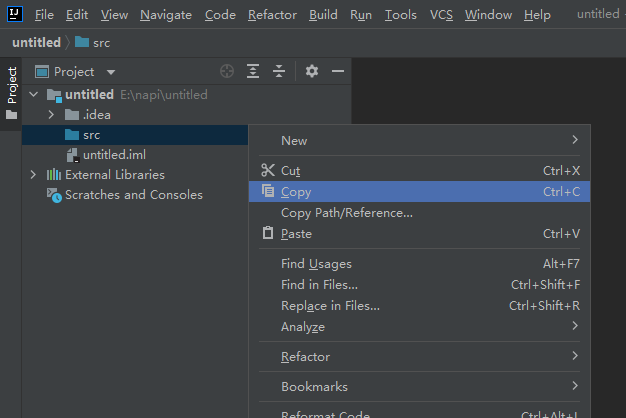 IJ File Edit View Navigate Code Refactor Build Run Tools VCS Window Help untitled
untitled src
Project
Project
untitled E:\napi\untitled
.idea
src
untitled.iml
External Libraries
Scratches and Consoles
New
Cut Ctrl+X
Copy Ctrl+C
Copy Path/Reference...
Paste Ctrl+V
Find Usages Alt+F7
Find in Files... Ctrl+Shift+F
Replace in Files... Ctrl+Shift+R
Analyze
Refactor
Bookmarks
Reformat Code Ctrl+Alt+L